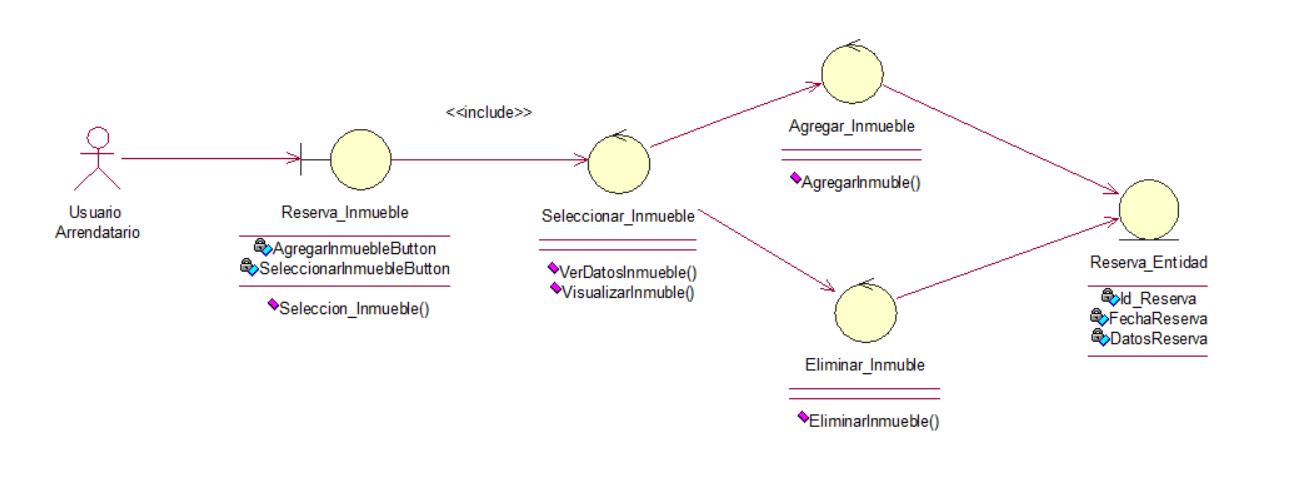 <<include>>
Usuario
Arrendatario
Reserva_Inmueble
AgregarInmuebleButton
SeleccionarInmuebleButton
Seleccion_Inmueble()
Seleccionar_Inmueble
VerDatosInmueble()
VisualizarInmuble()
Agregar_Inmueble
AgregarInmuble()
Eliminar_Inmuble
EliminarInmueble()
Reserva_Entidad
Id_Reserva
FechaReserva
DatosReserva